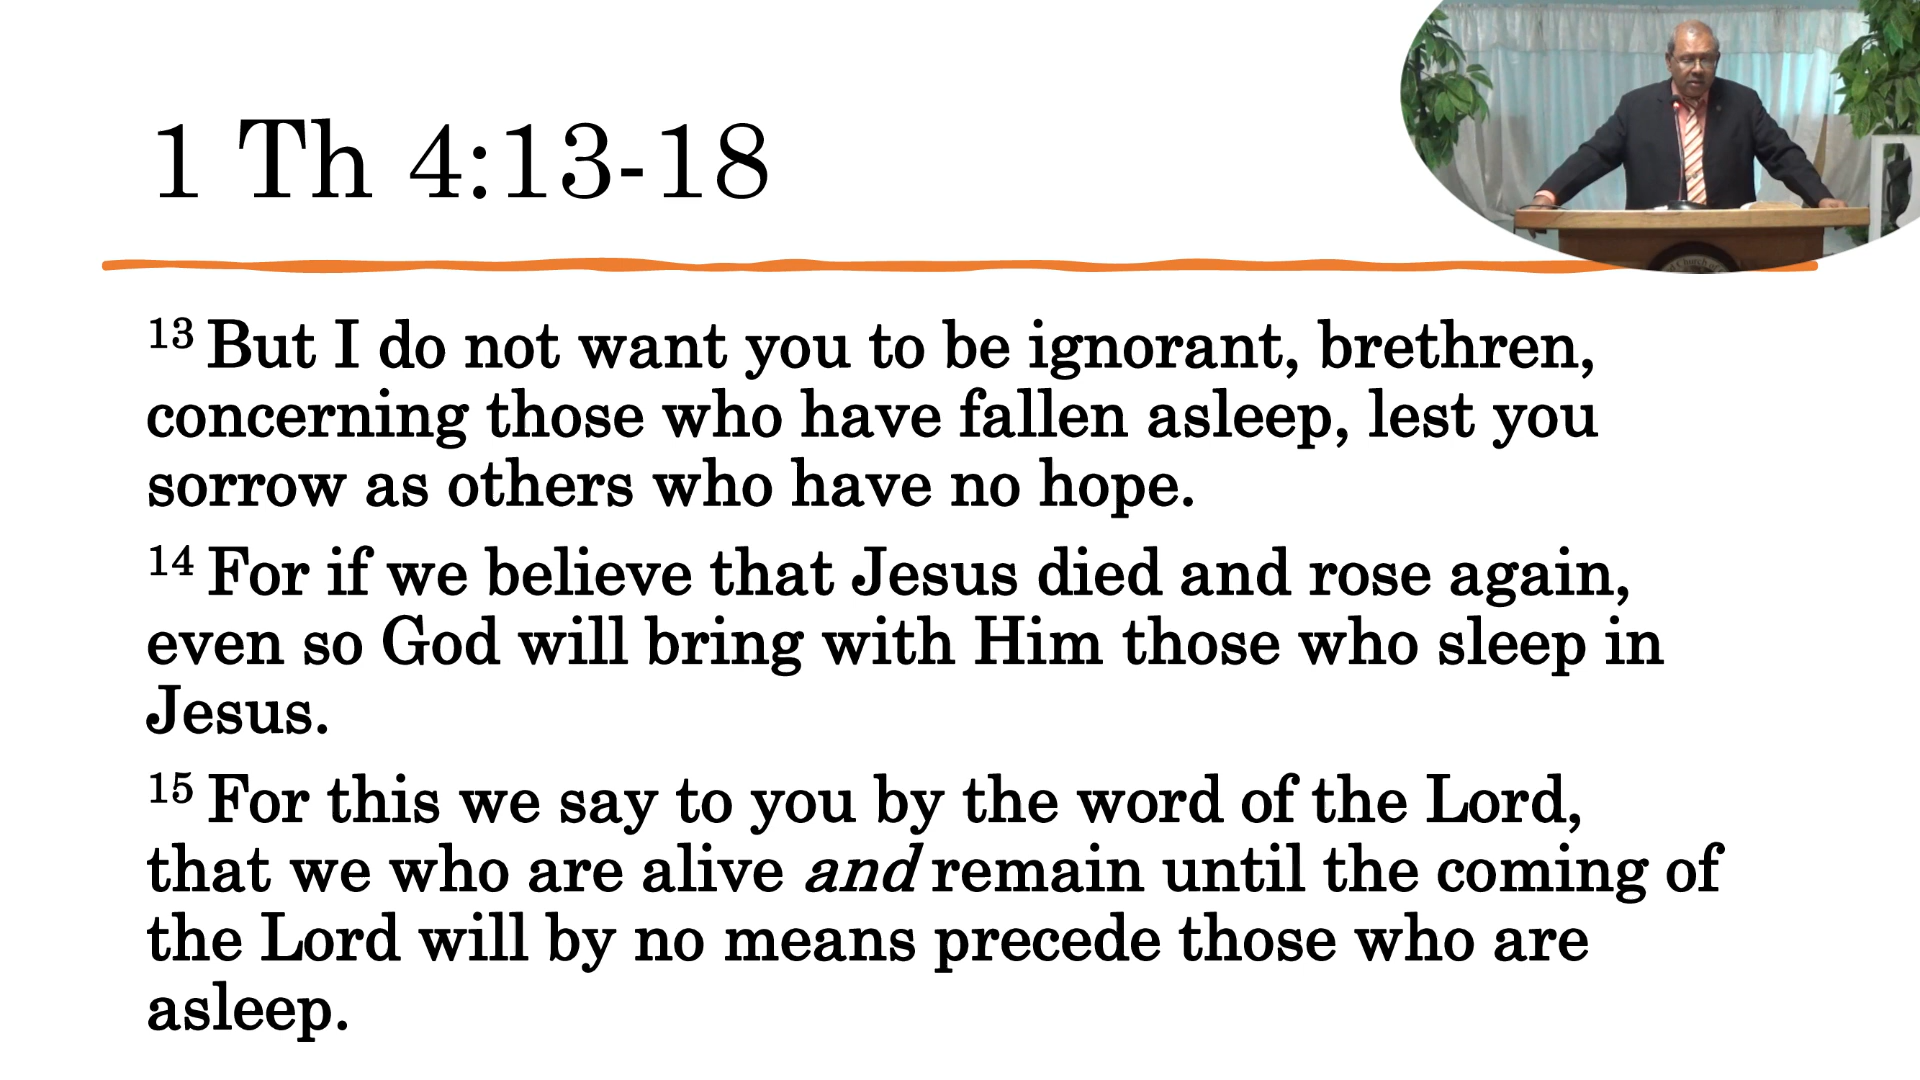 1 Th 4:13-18
13 But I do not want you to be ignorant, brethren,
concerning those who have fallen asleep, lest you
sorrow as others who have no hope.
14 For if we believe that Jesus died and rose again,
even so God will bring with Him those who sleep in
Jesus.
15 For this we say to you by the word of the Lord,
that we who are alive and remain until the coming of
the Lord will by no means precede those who are
asleep.
Church of